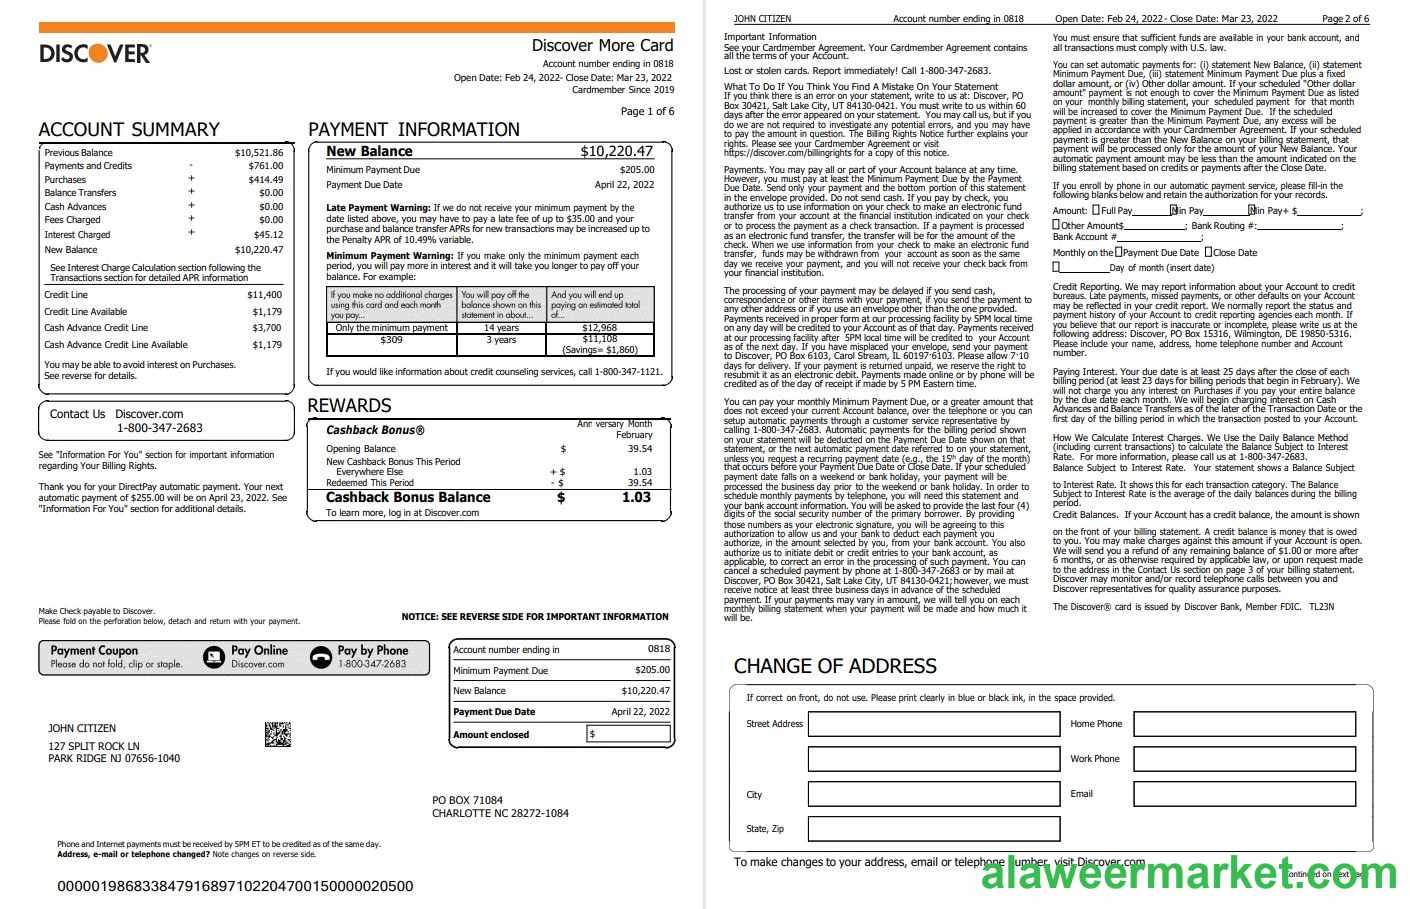 DISCOVER
Discover More Card
Account number ending in 0818
Open Date: Feb 24, 2022- Close Date: Mar 23, 2022
Cardmember Since 2019
Page 1 of 6
ACCOUNT SUMMARY
Previous Balance $10,521.86
Payments and Credits - $761.00
Purchases + $414.49
Balance Transfers + $0.00
Cash Advances + $0.00
Fees Charged + $0.00
Interest Charged + $45.12
New Balance $10,220.47
See Interest Charge Calculation section following the
Transactions section for detailed APR information
Credit Line $11,400
Credit Line Available $1,179
Cash Advance Credit Line $3,700
Cash Advance Credit Line Available $1,179
You may be able to avoid interest on Purchases.
See reverse for details.
Contact Us Discover.com
1-800-347-2683
See "Information For You" section for important information
regarding Your Billing Rights.
Thank you for your DirectPay automatic payment. Your next
automatic payment of $255.00 will be on April 23, 2022. See
"Information For You" section for additional details.
PAYMENT INFORMATION
New Balance $10,220.47
Minimum Payment Due $205.00
Payment Due Date April 22, 2022
Late Payment Warning: If we do not receive your minimum payment by the
date listed above, you may have to pay a late fee of up to $35.00 and your
purchase and balance transfer APRs for new transactions may be increased up to
the Penalty APR of 10.49% variable.
Minimum Payment Warning: If you make only the minimum payment each
period, you will pay more in interest and it will take you longer to pay off your
balance. For example:
If you make no additional charges You will pay off the And you will end up
using this card and each month balance shown on this paying an estimated total
you pay... statement in about... of...
Only the minimum payment 14 years $12,968
$309 3 years $11,108
(Savings= $1,860)
If you would like information about credit counseling services, call 1-800-347-1121.
REWARDS
Cashback Bonus® Ann versary Month
February
Opening Balance $ 39.54
New Cashback Bonus This Period
Everywhere Else + $ 1.03
Redeemed This Period - $ 39.54
Cashback Bonus Balance $ 1.03
To learn more, log in at Discover.com
Make Check payable to Discover.
Please fold on the perforation below, detach and return with your payment.
NOTICE: SEE REVERSE SIDE FOR IMPORTANT INFORMATION
Payment Coupon
Please do not fold, clip or staple.
Pay Online
Discover.com
Pay by Phone
1-800-347-2683
Account number ending in 0818
Minimum Payment Due $205.00
New Balance $10,220.47
Payment Due Date April 22, 2022
Amount enclosed $
JOHN CITIZEN
127 SPLIT ROCK LN
PARK RIDGE NJ 07656-1040
PO BOX 71084
CHARLOTTE NC 28272-1084
Phone and Internet payments must be received by 5PM ET to be credited as of the same day.
Address, e-mail or telephone changed? Note changes on reverse side.
0000019868338479168971022047001500000 20500
JOHN CITIZEN Account number ending in 0818 Open Date: Feb 24, 2022- Close Date: Mar 23, 2022 Page 2 of 6
Important Information
See your Cardmember Agreement. Your Cardmember Agreement contains
all the terms of your Account.
Lost or stolen cards. Report immediately! Call 1-800-347-2683.
What To Do If You Think You Find A Mistake On Your Statement
If you think there is an error on your statement, write to us at: Discover, PO
Box 30421, Salt Lake City, UT 84130-0421. You must write to us within 60
days after the error appeared on your statement. You may call us, but if you
do we are not required to investigate any potential errors, and you may have
to pay the amount in question. The Billing Rights Notice further explains your
rights. Please see your Cardmember Agreement or visit
https://discover.com/billingrights for a copy of this notice.
Payments. You may pay all or part of your Account balance at any time.
However, you must pay at least the Minimum Payment Due by the Payment
Due Date. Send only your payment and the bottom portion of this statement
in the envelope provided. Do not send cash. If you pay by check, you
authorize us to use information on your check to make an electronic fund
transfer from your account at the financial institution indicated on your check
or to process the payment as a check transaction. If a payment is processed
as an electronic fund transfer, the transfer will be for the amount of the
check. When we use information from your check to make an electronic fund
transfer, funds may be withdrawn from your account as soon as the same
day we receive your payment, and you will not receive your check back from
your financial institution.
The processing of your payment may be delayed if you send cash,
correspondence or other items with your payment, if you send the payment to
any other address or if you use an envelope other than the one provided.
Payments received in proper form at our processing facility by 5PM local time
on any day will be credited to your Account as of that day. Payments received
at our processing facility after 5PM local time will be credited to your Account
as of the next day. If you have misplaced your envelope, send your payment
to Discover, PO Box 6103, Carol Stream, IL 60197·6103. Please allow 7·10
days for delivery. If your payment is returned unpaid, we reserve the right to
resubmit it as an electronic debit. Payments made online or by phone will be
credited as of the day of receipt if made by 5 PM Eastern time.
You can pay your monthly Minimum Payment Due, or a greater amount that
does not exceed your current Account balance, over the telephone or you can
setup automatic payments through a customer service representative by
calling 1-800-347-2683. Automatic payments for the billing period shown
on your statement will be deducted on the Payment Due Date shown on that
statement, or the next automatic payment date referred to on your statement,
unless you request a recurring payment date (e.g., the 15th day of the month)
that occurs before your Payment Due Date or Close Date. If your scheduled
payment date falls on a weekend or bank holiday, your payment will be
processed the business day prior to the weekend or bank holiday. In order to
schedule monthly payments by telephone, you will need this statement and
your bank account information. You will be asked to provide the last four (4)
digits of the social security number of the primary borrower. By providing
those numbers as your electronic signature, you will be agreeing to this
authorization to allow us and your bank to deduct each payment you
authorize, in the amount selected by you, from your bank account. You also
authorize us to initiate debit or credit entries to your bank account, as
applicable, to correct an error in the processing of such payment. You can
cancel a scheduled payment by phone at 1-800-347-2683 or by mail at
Discover, PO Box 30421, Salt Lake City, UT 84130-0421; however, we must
receive notice at least three business days in advance of the scheduled
payment. If your payments may vary in amount, we will tell you on each
monthly billing statement when your payment will be made and how much it
will be.
You must ensure that sufficient funds are available in your bank account, and
all transactions must comply with U.S. law.
You can set automatic payments for: (i) statement New Balance, (ii) statement
Minimum Payment Due, (iii) statement Minimum Payment Due plus a fixed
dollar amount, or (iv) Other dollar amount. If your scheduled "Other dollar
amount" payment is not enough to cover the Minimum Payment Due as listed
on your monthly billing statement, your scheduled payment for that month
will be increased to cover the Minimum Payment Due. If the scheduled
payment is greater than the Minimum Payment Due, any excess will be
applied in accordance with your Cardmember Agreement. If your scheduled
payment is greater than the New Balance on your billing statement, that
payment will be processed only for the amount of your New Balance. Your
automatic payment amount may be less than the amount indicated on the
billing statement based on credits or payments after the Close Date.
If you enroll by phone in our automatic payment service, please fill-in the
following blanks below and retain the authorization for your records.
Amount: Full Pay Min Pay Min Pay+ $ ;
Other Amount$ ; Bank Routing #: ;
Bank Account # ;
Monthly on the Payment Due Date Close Date
Day of month (insert date)
Credit Reporting. We may report information about your Account to credit
bureaus. Late payments, missed payments, or other defaults on your Account
may be reflected in your credit report. We normally report the status and
payment history of your Account to credit reporting agencies each month. If
you believe that our report is inaccurate or incomplete, please write us at the
following address: Discover, PO Box 15316, Wilmington, DE 19850-5316.
Please include your name, address, home telephone number and Account
number.
Paying Interest. Your due date is at least 25 days after the close of each
billing period (at least 23 days for billing periods that begin in February). We
will not charge you any interest on Purchases if you pay your entire balance
by the due date each month. We will begin charging interest on Cash
Advances and Balance Transfers as of the later of the Transaction Date or the
first day of the billing period in which the transaction posted to your Account.
How We Calculate Interest Charges. We Use the Daily Balance Method
(including current transactions) to calculate the Balance Subject to Interest
Rate. For more information, please call us at 1-800-347-2683.
Balance Subject to Interest Rate. Your statement shows a Balance Subject
to Interest Rate. It shows this for each transaction category. The Balance
Subject to Interest Rate is the average of the daily balances during the billing
period.
Credit Balances. If your Account has a credit balance, the amount is shown
on the front of your billing statement. A credit balance is money that is owed
to you. You may make charges against this amount if your Account is open.
We will send you a refund of any remaining balance of $1.00 or more after
6 months, or as otherwise required by applicable law, or upon request made
to the address in the Contact Us section on page 3 of your billing statement.
Discover may monitor and/or record telephone calls between you and
Discover representatives for quality assurance purposes.
The Discover® card is issued by Discover Bank, Member FDIC. TL23N
CHANGE OF ADDRESS
If correct on front, do not use. Please print clearly in blue or black ink, in the space provided.
Street Address Home Phone
Work Phone
City Email
State, Zip
To make changes to your address, email or telephone number, visit Discover.com
Continued on next page
alaweermarket.com